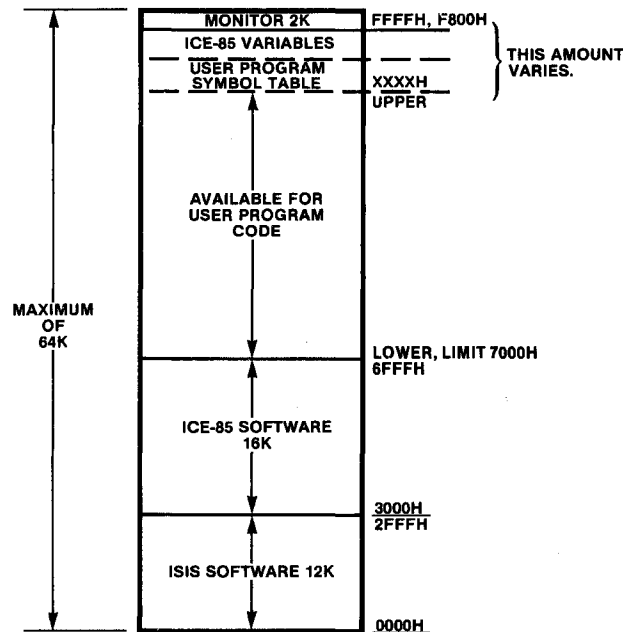 MONITOR 2K
FFFFH, F800H
ICE-85 VARIABLES
THIS AMOUNT
VARIES.
USER PROGRAM
SYMBOL TABLE
XXXXH
UPPER
AVAILABLE FOR
USER PROGRAM
CODE
MAXIMUM
OF
64K
LOWER, LIMIT 7000H
6FFFH
ICE-85 SOFTWARE
16K
3000H
2FFFH
ISIS SOFTWARE 12K
0000H